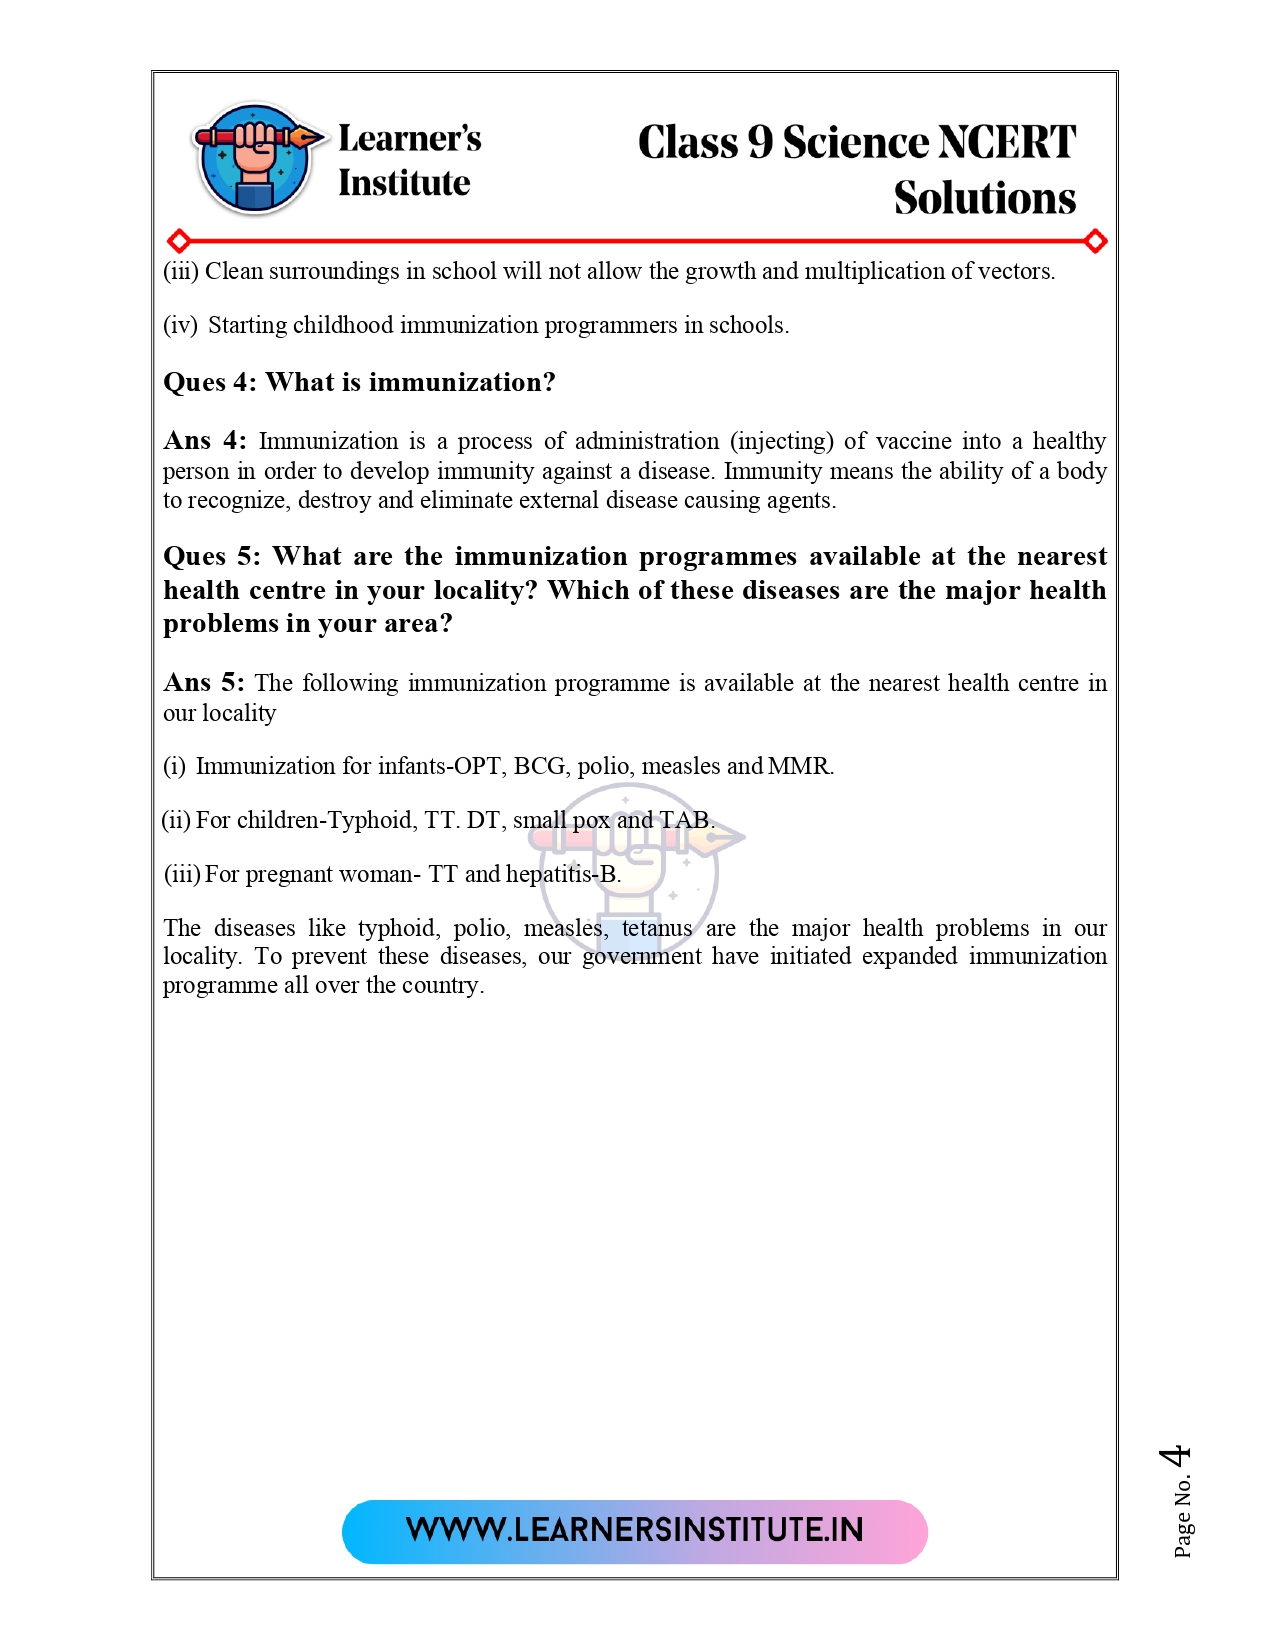 Learner's
Institute
Class 9 Science NCERT
Solutions
(iii) Clean surroundings in school will not allow the growth and multiplication of vectors.
(iv) Starting childhood immunization programmers in schools.
Ques 4: What is immunization?
Ans 4: Immunization is a process of administration (injecting) of vaccine into a healthy
person in order to develop immunity against a disease. Immunity means the ability of a body
to recognize, destroy and eliminate external disease causing agents.
Ques 5: What are the immunization programmes available at the nearest
health centre in your locality? Which of these diseases are the major health
problems in your area?
Ans 5: The following immunization programme is available at the nearest health centre in
our locality
(i) Immunization for infants-OPT, BCG, polio, measles and MMR.
(ii) For children-Typhoid, TT. DT, small pox and TAB.
(iii) For pregnant woman- TT and hepatitis-B.
The diseases like typhoid, polio, measles, tetanus are the major health problems in our
locality. To prevent these diseases, our government have initiated expanded immunization
programme all over the country.
WWW.LEARNERSINSTITUTE.IN
Page No. 4